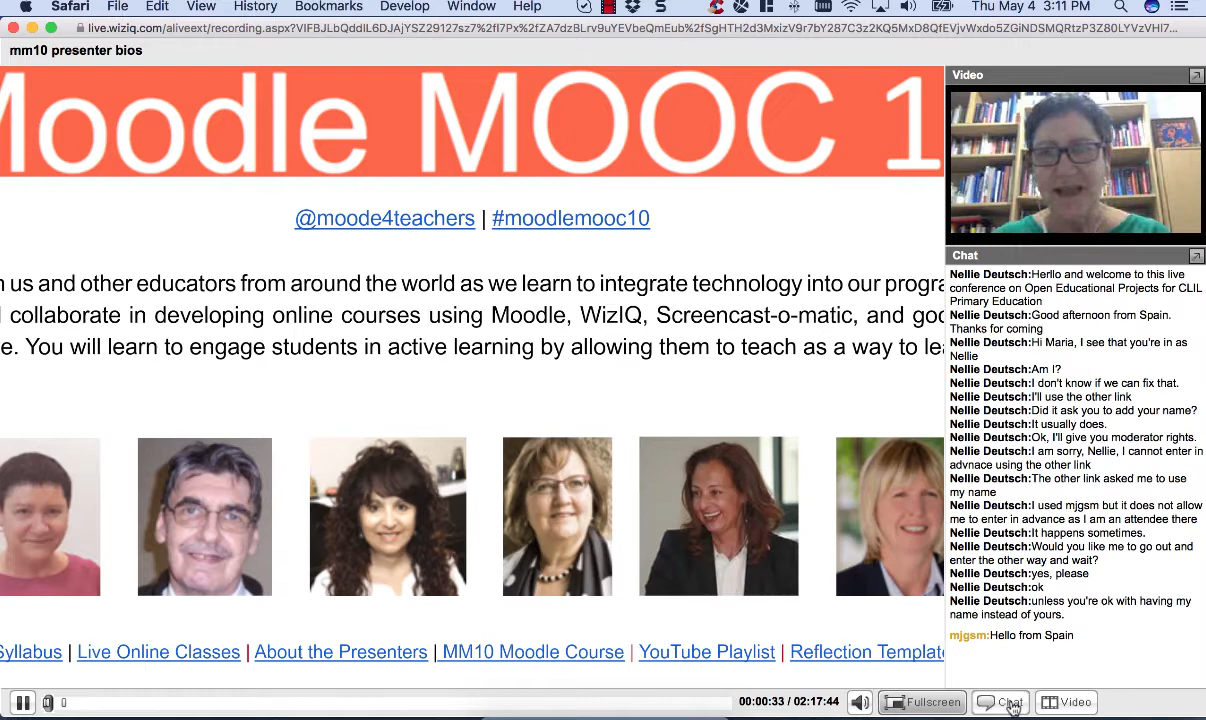 Safari File Edit View History Bookmarks Develop Window Help Thu May 4 3:11 PM
live.wiziq.com/aliveext/recording.aspx?
mm10 presenter bios
Moodle MOOC 1
@moode4teachers | #moodlemooc10
us and other educators from around the world as we learn to integrate technology into our progra
collaborate in developing online courses using Moodle, WizIQ, Screencast-o-matic, and goo
e. You will learn to engage students in active learning by allowing them to teach as a way to lea
Syllabus | Live Online Classes | About the Presenters | MM10 Moodle Course | YouTube Playlist | Reflection Template
Video
Chat
Nellie Deutsch:Herllo and welcome to this live
conference on Open Educational Projects for CLIL
Primary Education
Nellie Deutsch:Good afternoon from Spain.
Thanks for coming
Nellie Deutsch:Hi Maria, I see that you're in as
Nellie
Nellie Deutsch:Am I?
Nellie Deutsch:I don't know if we can fix that.
Nellie Deutsch:I'll use the other link
Nellie Deutsch:Did it ask you to add your name?
Nellie Deutsch:It usually does.
Nellie Deutsch:Ok, I'll give you moderator rights.
Nellie Deutsch:I am sorry, Nellie, I cannot enter in
advnace using the other link
Nellie Deutsch:The other link asked me to use
my name
Nellie Deutsch:I used mjgsm but it does not allow
me to enter in advance as I am an attendee there
Nellie Deutsch:It happens sometimes.
Nellie Deutsch:Would you like me to go out and
enter the other way and wait?
Nellie Deutsch:yes, please
Nellie Deutsch:ok
Nellie Deutsch:unless you're ok with having my
name instead of yours.
mjgsm:Hello from Spain
00:00:33 / 02:17:44 Fullscreen Chat Video